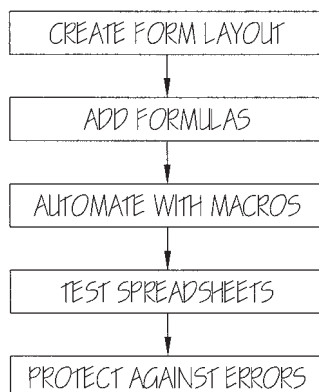 CREATE FORM LAYOUT
ADD FORMULAS
AUTOMATE WITH MACROS
TEST SPREADSHEETS
PROTECT AGAINST ERRORS